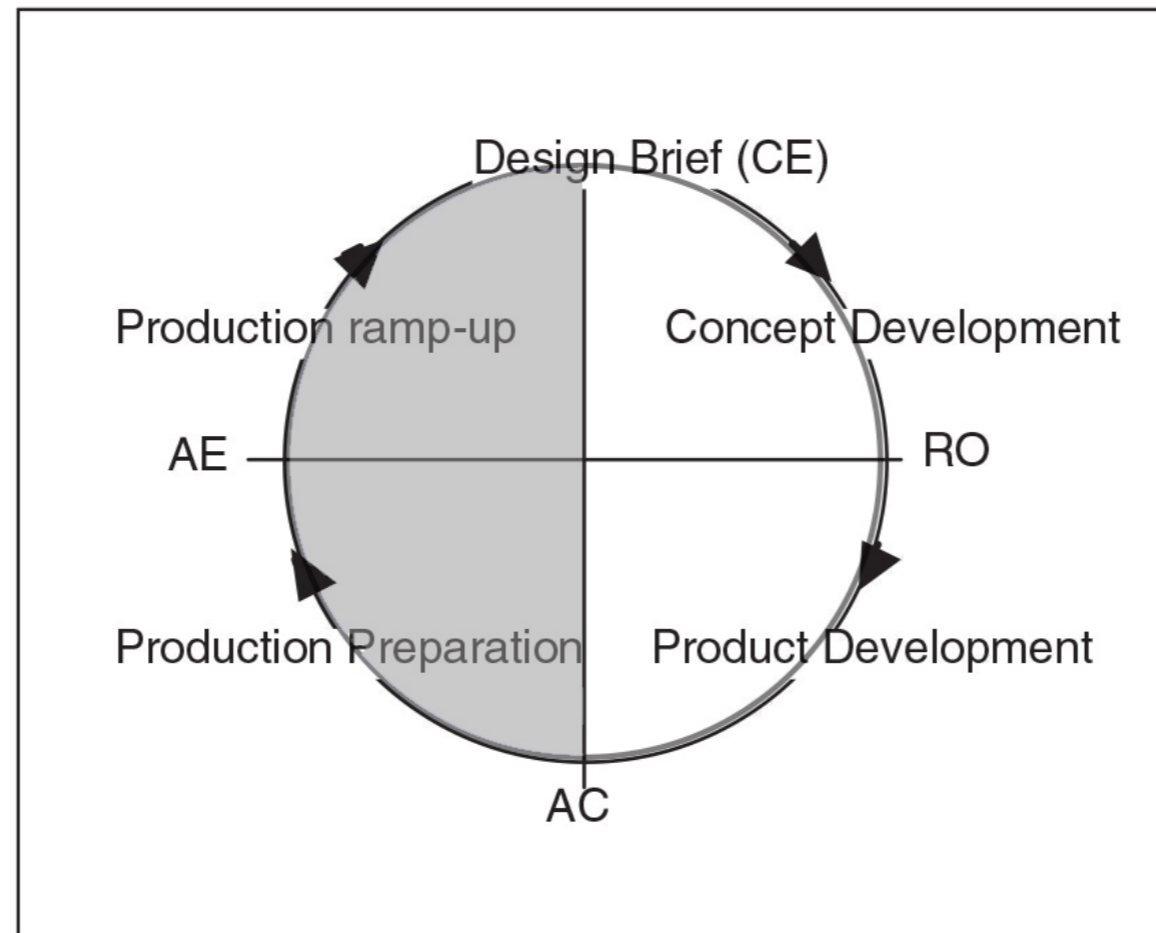 Design Brief (CE)
Production ramp-up
Concept Development
AE
RO
Production Preparation
Product Development
AC